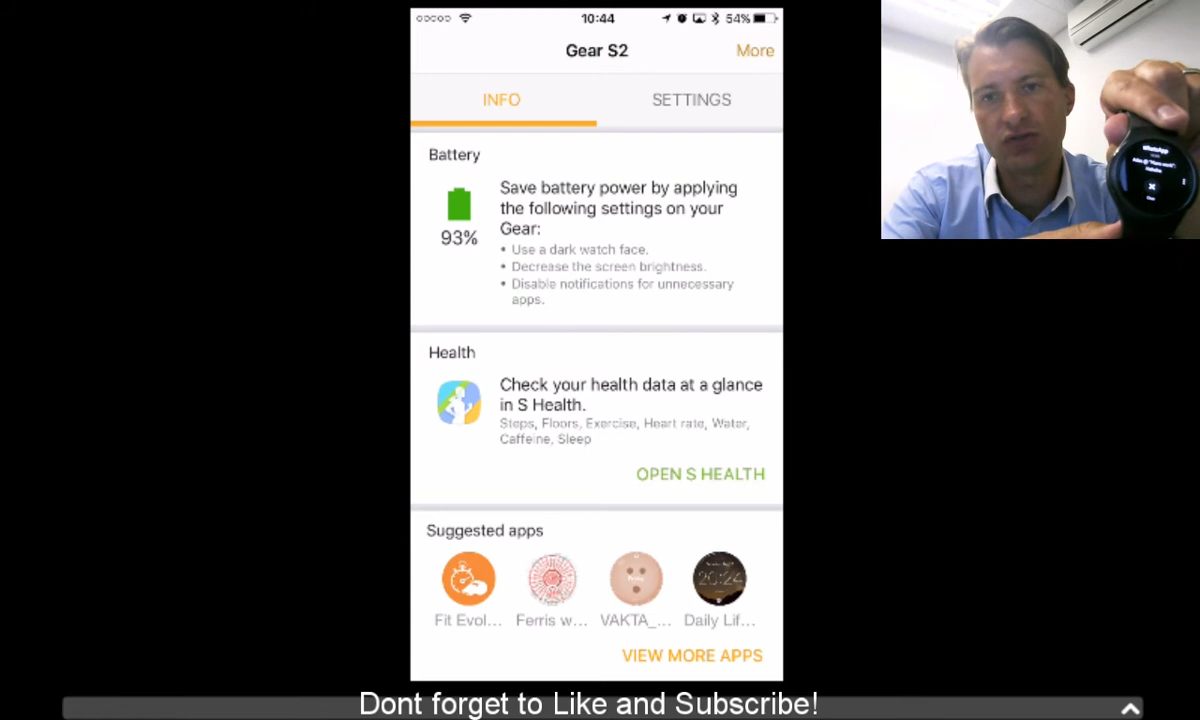 10:44
54%
Gear S2
More
INFO
SETTINGS
Battery
93%
Save battery power by applying
the following settings on your
Gear:
• Use a dark watch face.
• Decrease the screen brightness.
• Disable notifications for unnecessary
apps.
Health
Check your health data at a glance
in S Health.
Steps, Floors, Exercise, Heart rate, Water,
Caffeine, Sleep
OPEN S HEALTH
Suggested apps
20:24
Fit Evol...
Ferris w...
VAKTA_...
Daily Lif...
VIEW MORE APPS
WhatsApp
Dont forget to Like and Subscribe!